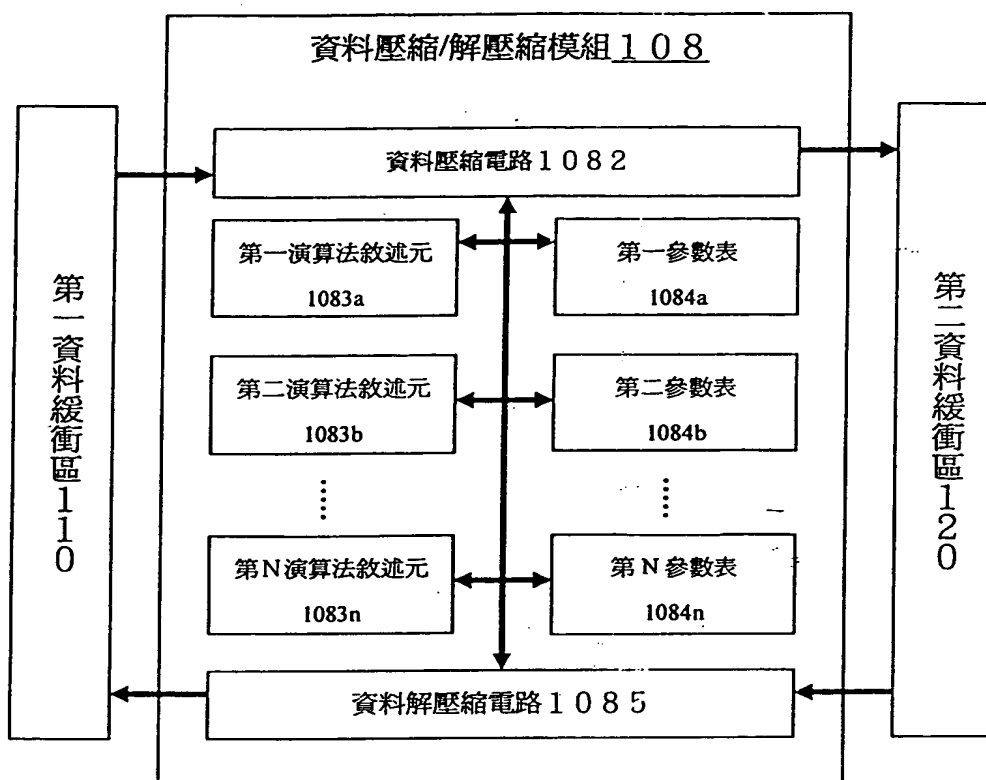 資料壓縮/解壓縮模組108
資料壓縮電路1082
第一演算法敘述元
1083a
第一參數表
1084a
第二演算法敘述元
1083b
第二參數表
1084b
第N演算法敘述元
1083n
第N參數表
1084n
資料解壓縮電路1085
第一資料緩衝區110
第二資料緩衝區120